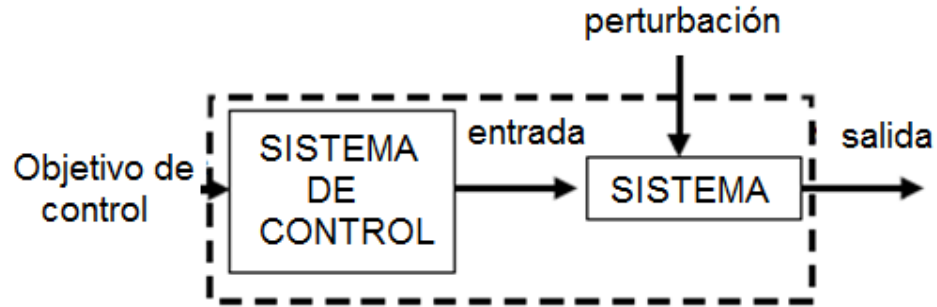 perturbación
Objetivo de
control
SISTEMA
DE
CONTROL
entrada
SISTEMA
salida